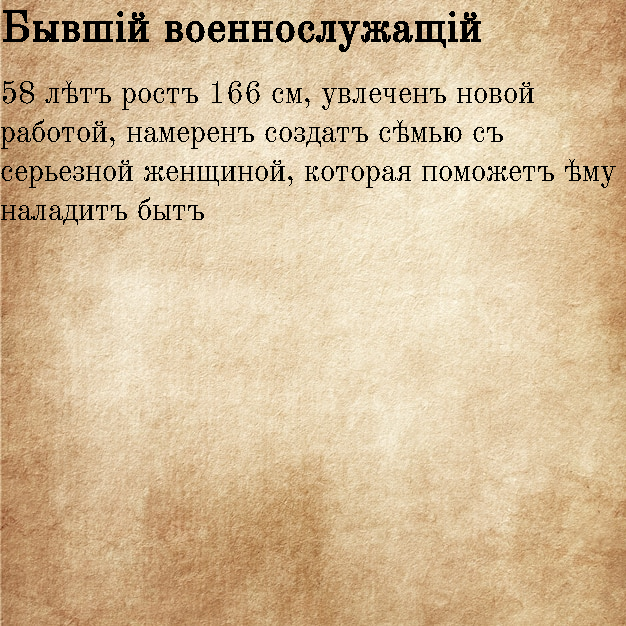 Бывшій военнослужащій
58 лѣтъ ростъ 166 см, увлеченъ новой
работой, намеренъ создатъ сѣмью съ
серьезной женщиной, которая поможетъ ѣму
наладитъ бытъ